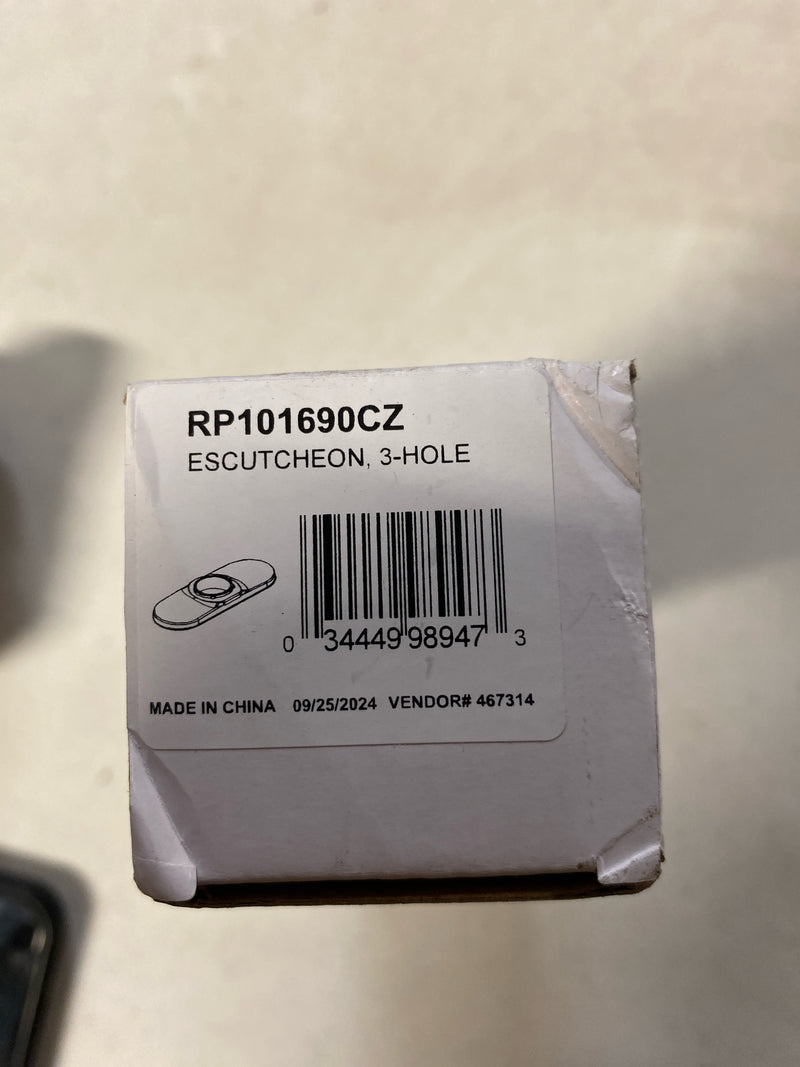 RP101690CZ
ESCUTCHEON, 3-HOLE
0 34449 98947 3
MADE IN CHINA 09/25/2024 VENDOR# 467314